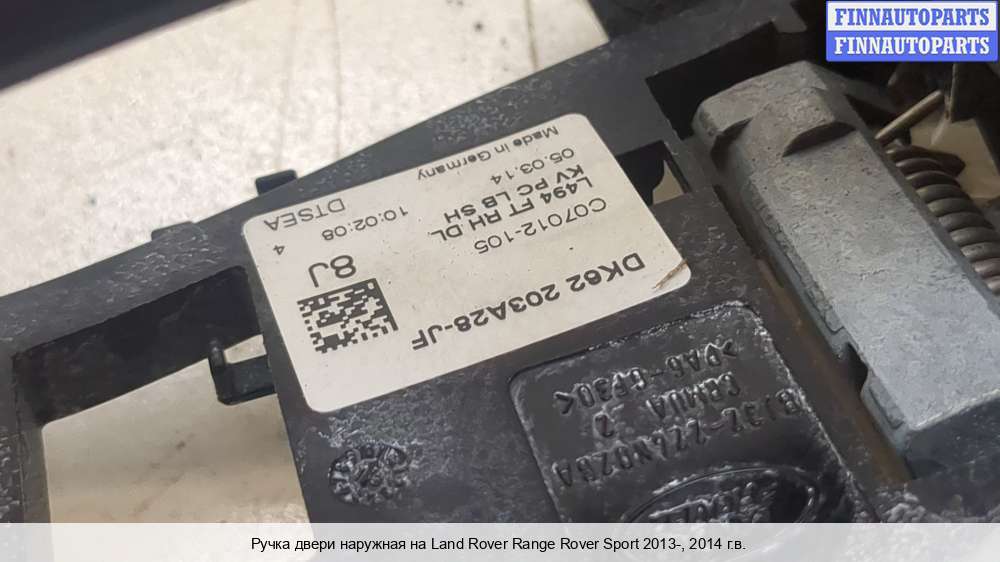 FINNAUTOPARTS
FINNAUTOPARTS
DK62 203A28-JF
C07012-105
L494 FT RH DL
KV PC LB SH
05.03.14
Made in Germany
8J
4
10:02:08
DTSEA
>PA6-GF30<
2
Ручка двери наружная на Land Rover Range Rover Sport 2013-, 2014 г.в.